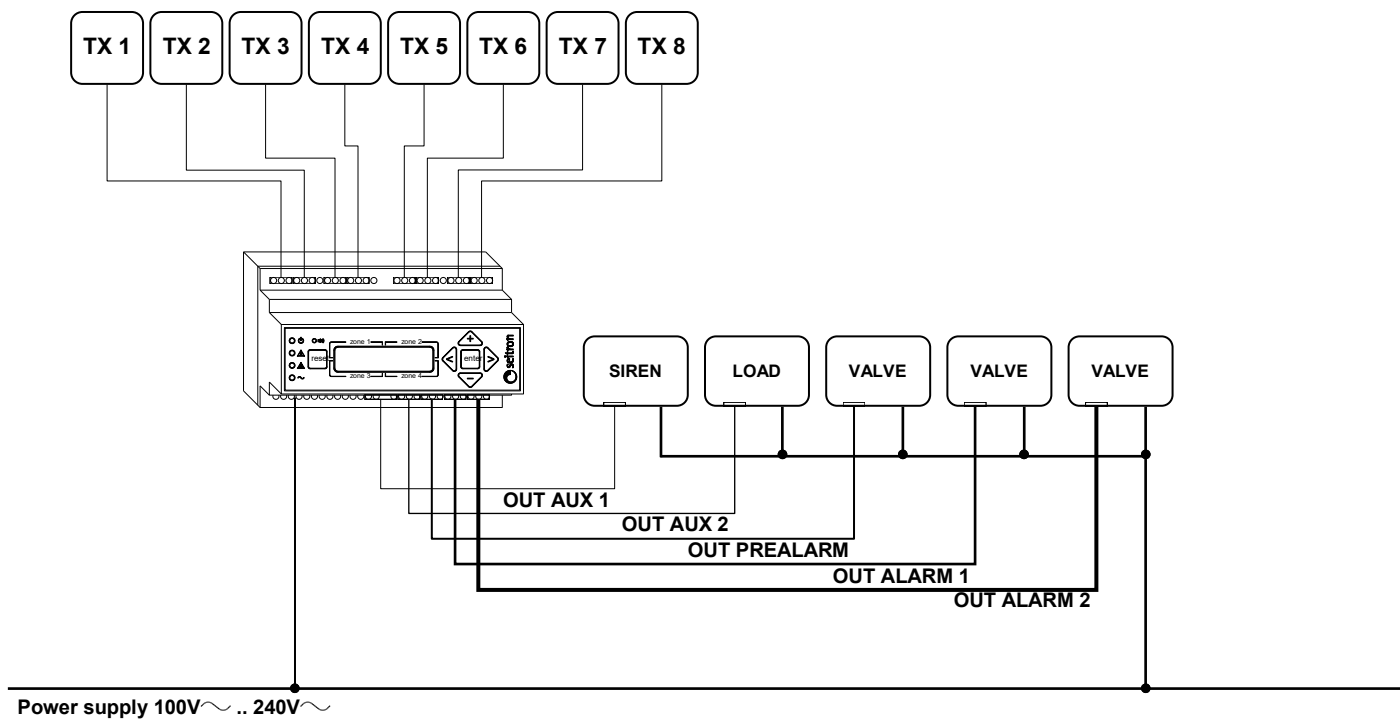 TX 1 TX 2 TX 3 TX 4 TX 5 TX 6 TX 7 TX 8
zone 1 zone 2
reset enter
zone 3 zone 4
seitron
SIREN LOAD VALVE VALVE VALVE
OUT AUX 1
OUT AUX 2
OUT PREALARM
OUT ALARM 1
OUT ALARM 2
Power supply 100V~ .. 240V~